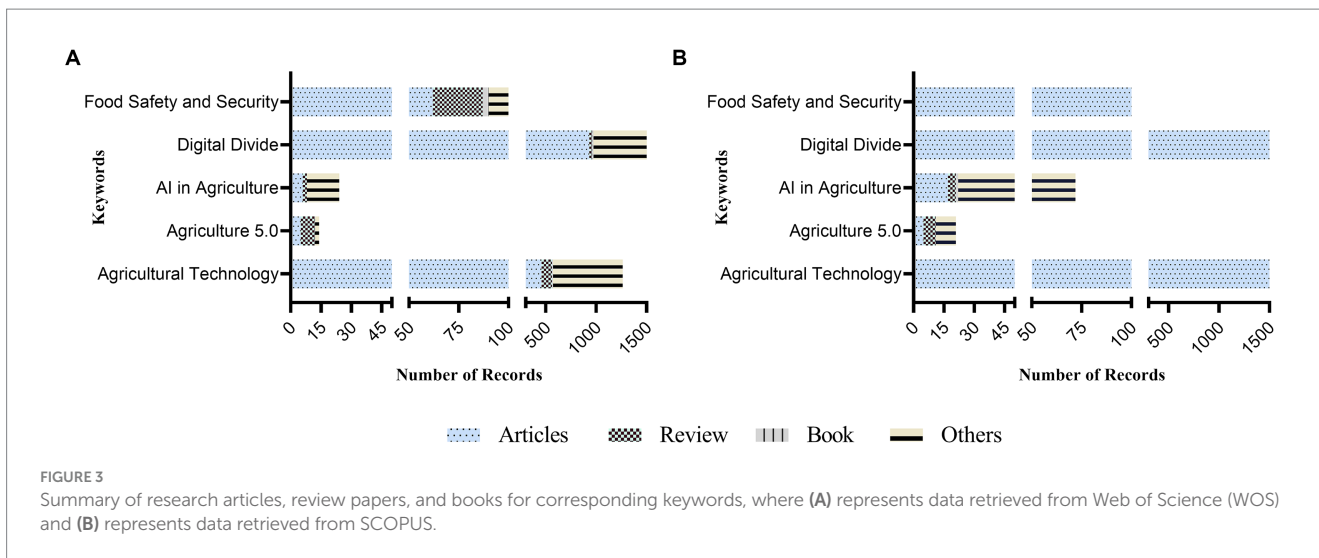 A
Food Safety and Security
Digital Divide
AI in Agriculture
Agriculture 5.0
Agricultural Technology
Keywords
0 15 30 45 50 75 100 500 1000 1500
Number of Records
B
Food Safety and Security
Digital Divide
AI in Agriculture
Agriculture 5.0
Agricultural Technology
Keywords
0 15 30 45 50 75 100 500 1000 1500
Number of Records
Articles Review Book Others
FIGURE 3
Summary of research articles, review papers, and books for corresponding keywords, where (A) represents data retrieved from Web of Science (WOS)
and (B) represents data retrieved from SCOPUS.